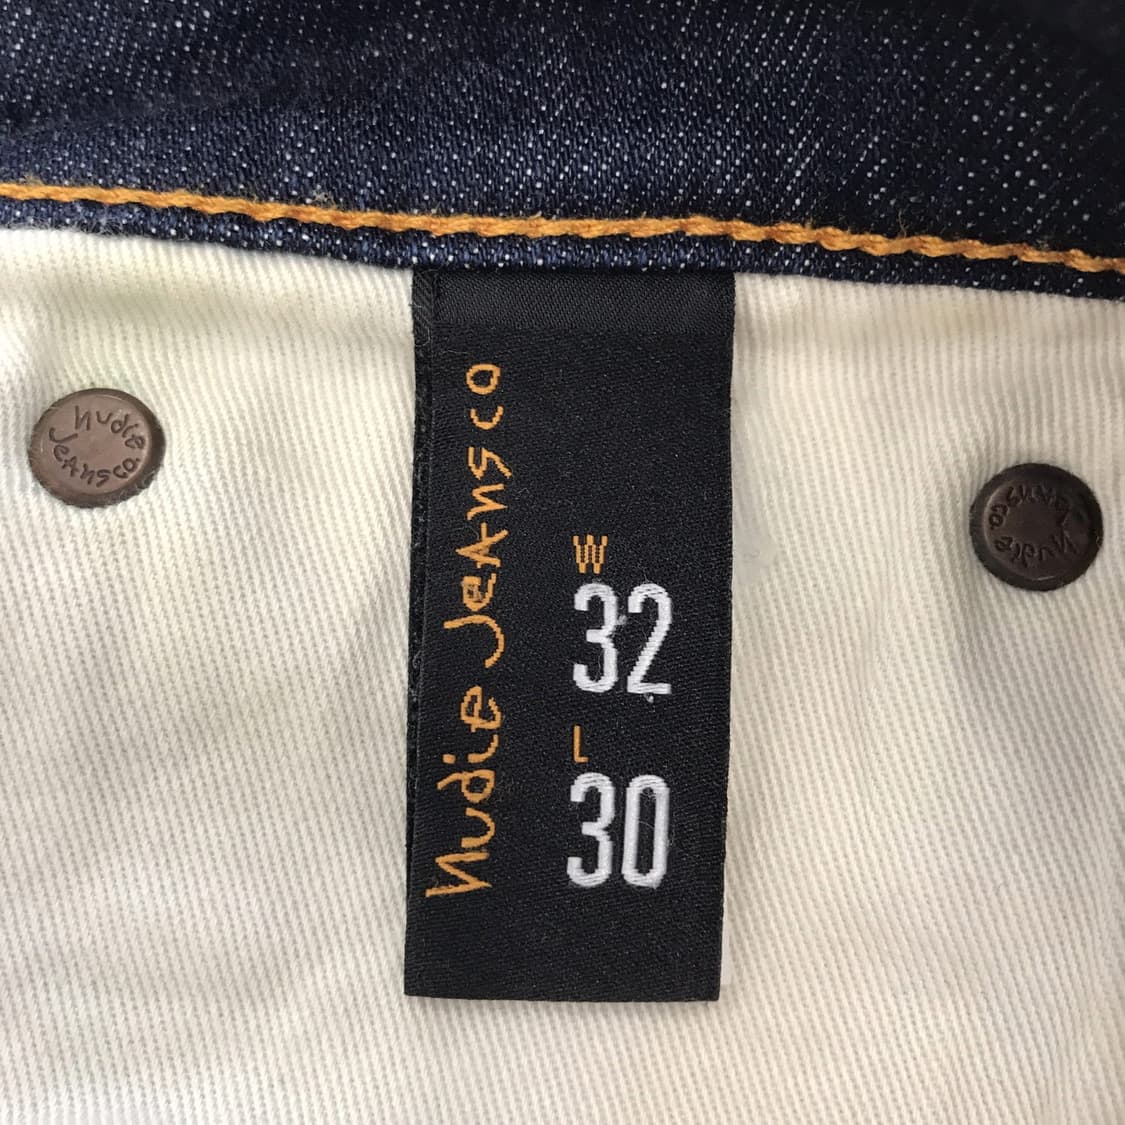 Nudie Jeans co
W
32
L
30
Nudie
Jeans co.
Nudie
Jeans
co.